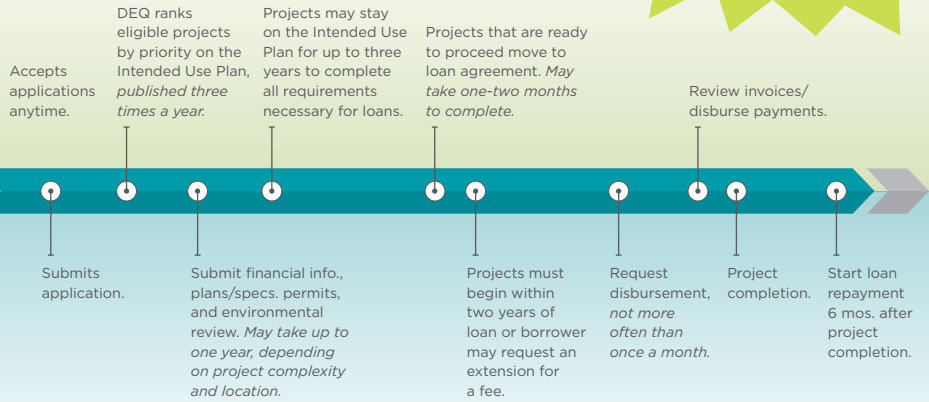 Accepts
applications
anytime.
DEQ ranks
eligible projects
by priority on the
Intended Use Plan,
published three
times a year.
Projects may stay
on the Intended Use
Plan for up to three
years to complete
all requirements
necessary for loans.
Projects that are ready
to proceed move to
loan agreement. May
take one-two months
to complete.
Review invoices/
disburse payments.
Submits
application.
Submit financial info.,
plans/specs. permits,
and environmental
review. May take up to
one year, depending
on project complexity
and location.
Projects must
begin within
two years of
loan or borrower
may request an
extension for
a fee.
Request
disbursement,
not more
often than
once a month.
Project
completion.
Start loan
repayment
6 mos. after
project
completion.